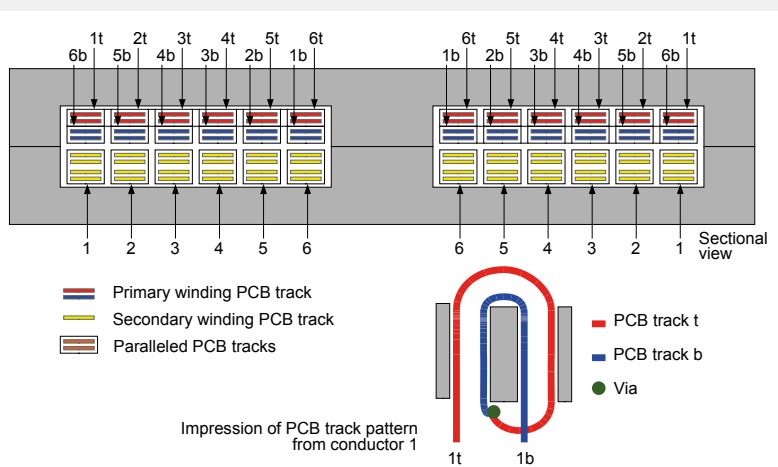 1t 2t 3t 4t 5t 6t 6t 5t 4t 3t 2t 1t
6b 5b 4b 3b 2b 1b 1b 2b 3b 4b 5b 6b
1 2 3 4 5 6 6 5 4 3 2 1
Sectional
view
Primary winding PCB track
Secondary winding PCB track
Paralleled PCB tracks
PCB track t
PCB track b
Via
Impression of PCB track pattern
from conductor 1
1t 1b